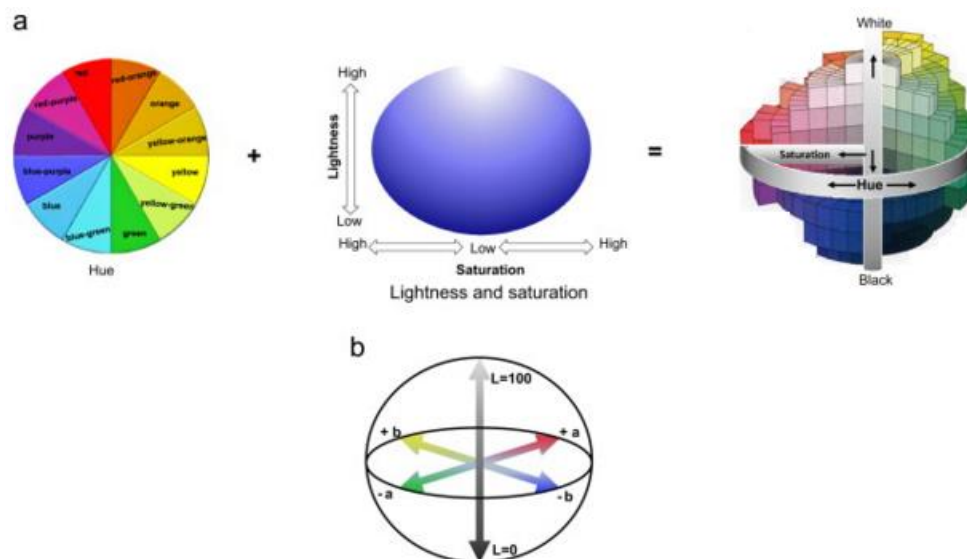 a
red
red-orange
orange
yellow-orange
yellow
yellow-green
green
blue-green
blue
blue-purple
purple
red-purple
Hue
+
High
Lightness
Low
High
Low
High
Saturation
Lightness and saturation
=
White
Saturation
Hue
Black
b
L=100
+ b
+ a
- a
- b
L=0